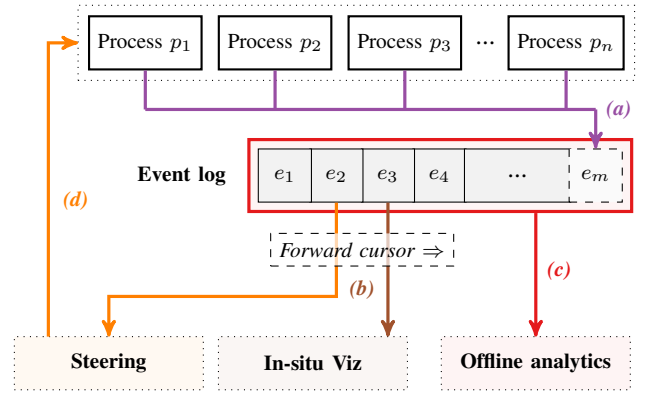 Process p₁ Process p₂ Process p₃ ... Process pₙ
(a)
Event log e₁ e₂ e₃ e₄ ... eₘ
(d)
Forward cursor ⇒
(c)
(b)
Steering In-situ Viz Offline analytics